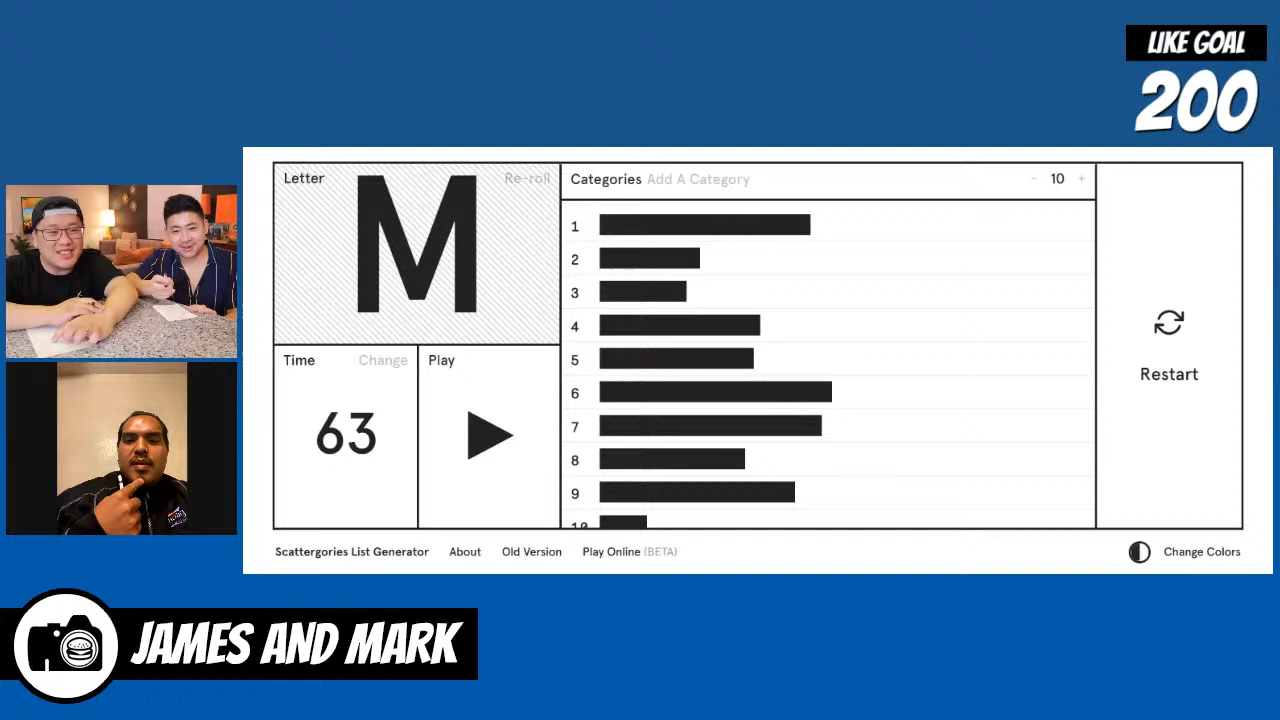 LIKE GOAL
200
Letter
Re-roll
M
Categories Add A Category
- 10 +
1
2
3
4
5
6
7
8
9
10
Time
Change
63
Play
Restart
Scattergories List Generator
About
Old Version
Play Online (BETA)
Change Colors
JAMES AND MARK